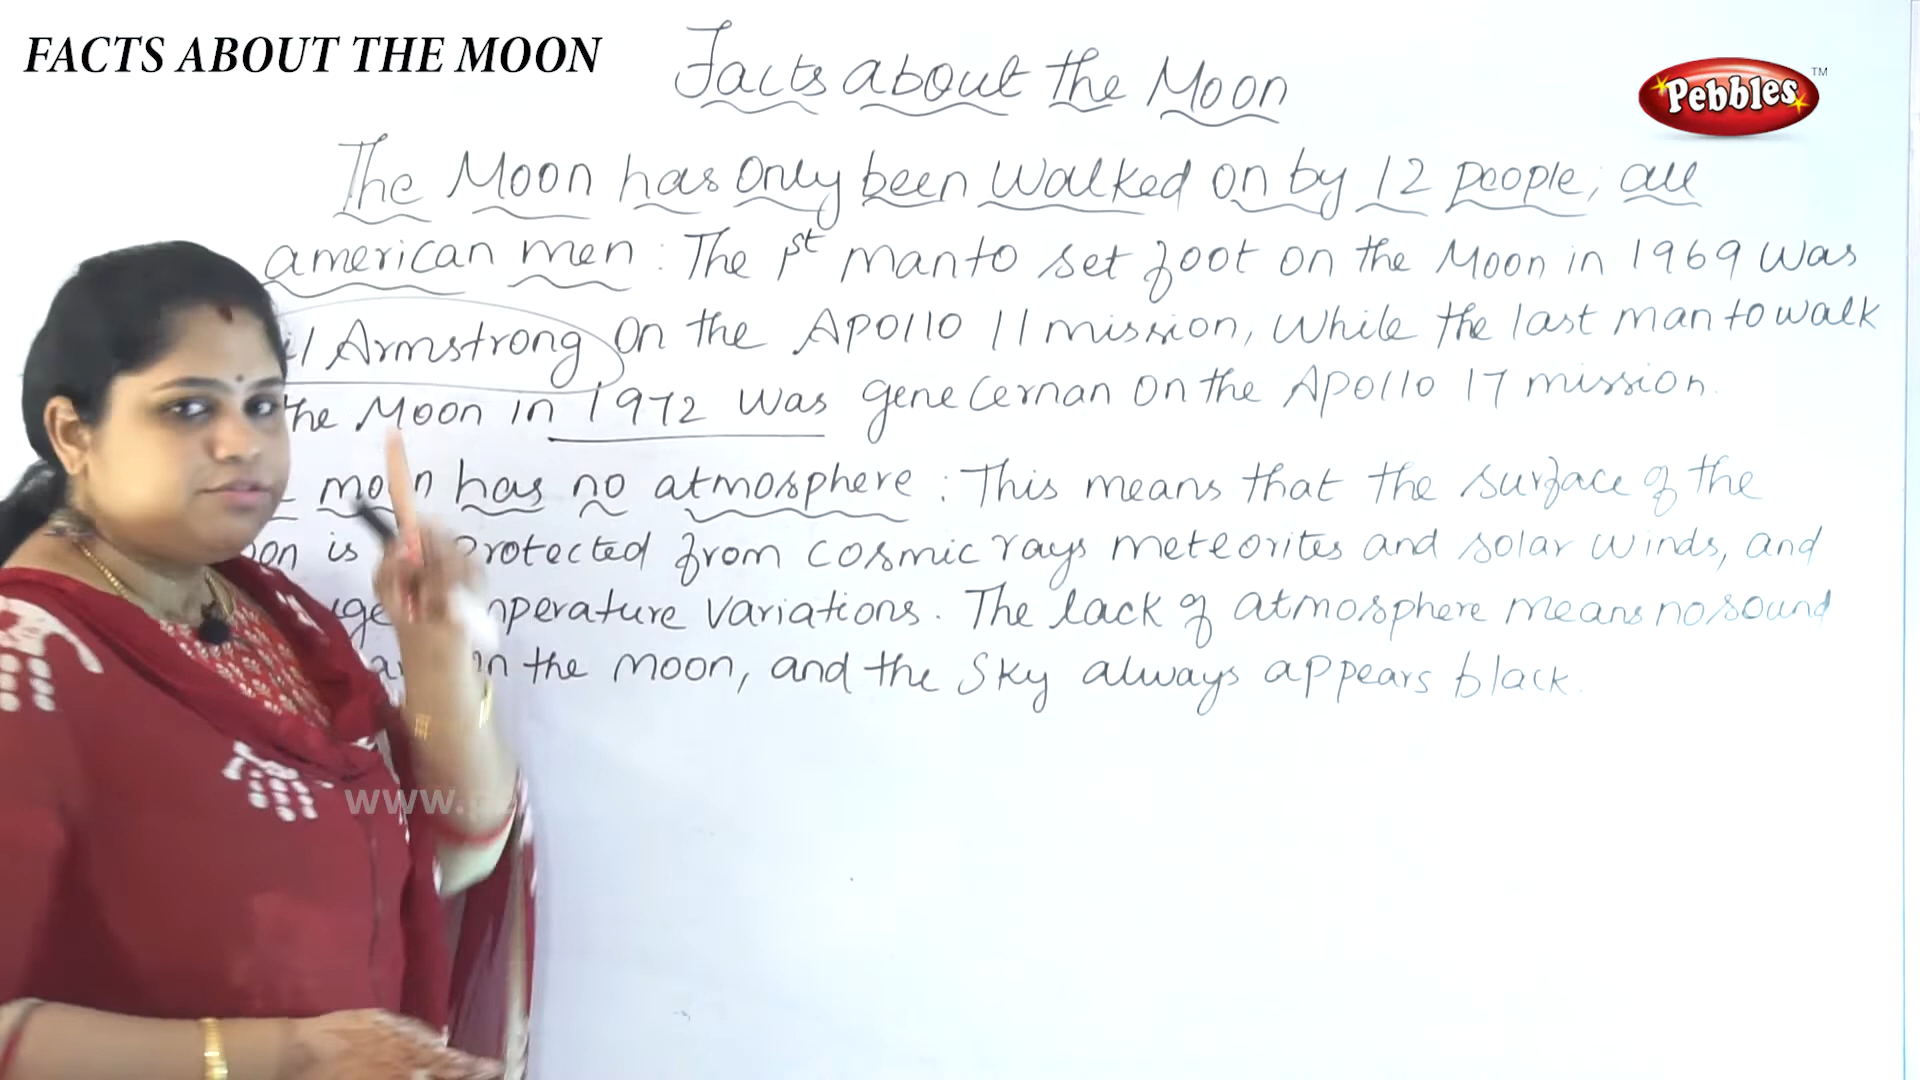 FACTS ABOUT THE MOON
Facts about the Moon
Pebbles TM
The Moon has only been walked on by 12 people; all
american men : The 1st man to set foot on the Moon in 1969 was
Armstrong on the Apollo 11 mission, while the last man to walk
the Moon in 1972 was gene Cernan on the Apollo 17 mission.
moon has no atmosphere : This means that the surface of the
is protected from cosmic rays meteorites and solar winds, and
variations. The lack of atmosphere means no sound
the moon, and the sky always appears black.
www.